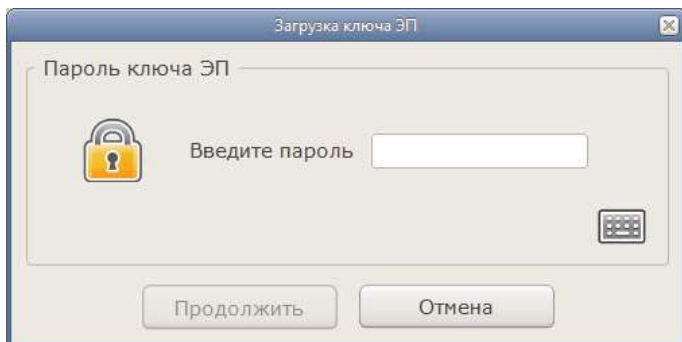 Загрузка ключа ЭП
Пароль ключа ЭП
Введите пароль
Продолжить
Отмена